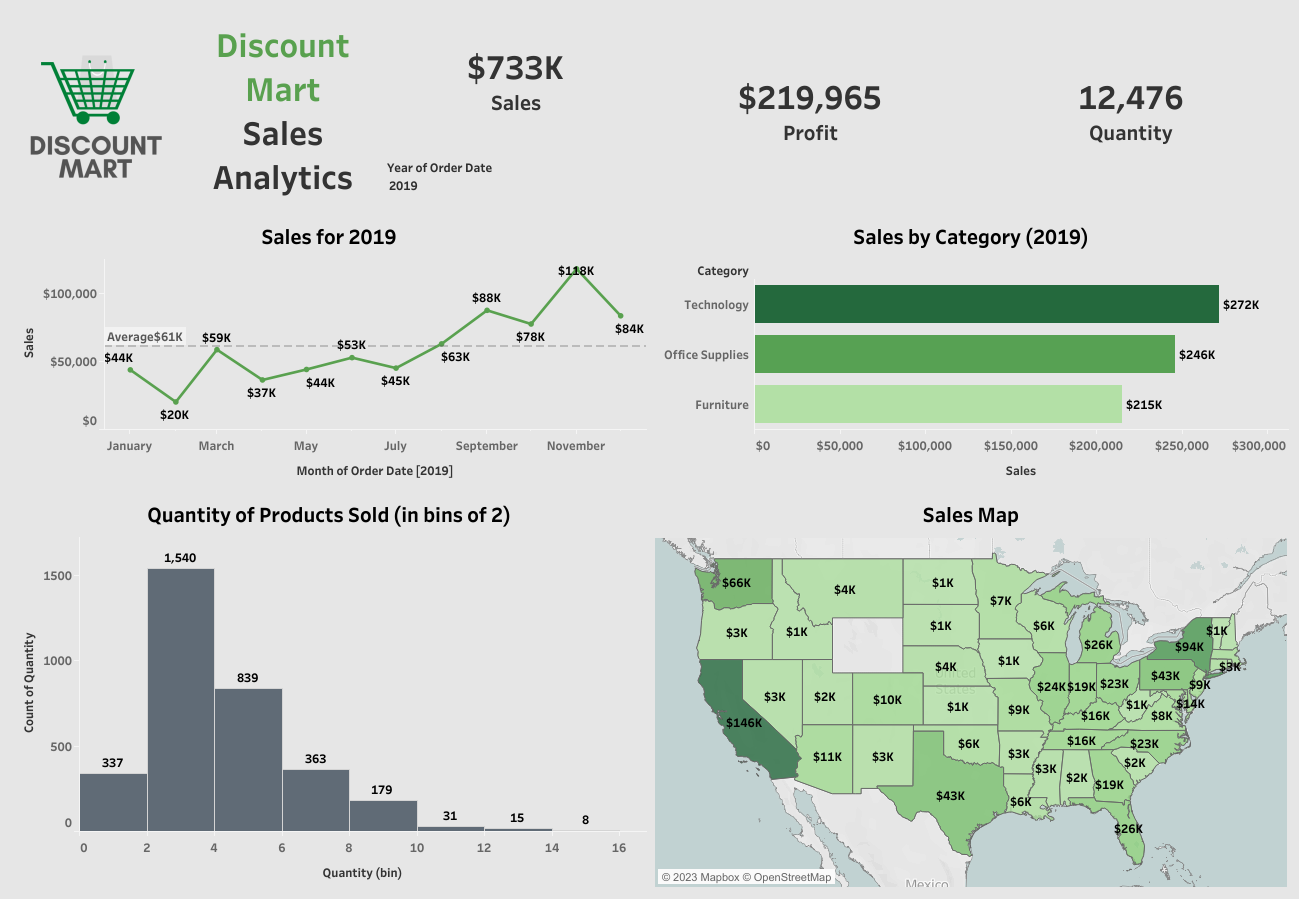 DISCOUNT
MART
Discount
Mart
Sales
Analytics
$733K
Sales
Year of Order Date
2019
$219,965
Profit
12,476
Quantity
Sales for 2019
Sales
$100,000
$50,000
$0
Average$61K
$44K
$20K
$59K
$37K
$44K
$53K
$45K
$63K
$88K
$78K
$118K
$84K
January
March
May
July
September
November
Month of Order Date [2019]
Sales by Category (2019)
Category
Technology
$272K
Office Supplies
$246K
Furniture
$215K
$0
$50,000
$100,000
$150,000
$200,000
$250,000
$300,000
Sales
Quantity of Products Sold (in bins of 2)
Count of Quantity
1500
1000
500
0
337
1,540
839
363
179
31
15
8
0
2
4
6
8
10
12
14
16
Quantity (bin)
Sales Map
$66K
$4K
$1K
$7K
$3K
$1K
$1K
$6K
$26K
$94K
$1K
$3K
$4K
$1K
$43K
$9K
$146K
$3K
$2K
$10K
$1K
$9K
$24K
$19K
$23K
$1K
$8K
$14K
$16K
$11K
$3K
$6K
$3K
$16K
$23K
$2K
$43K
$6K
$3K
$2K
$19K
$26K
United
States
Mexico
© 2023 Mapbox © OpenStreetMap